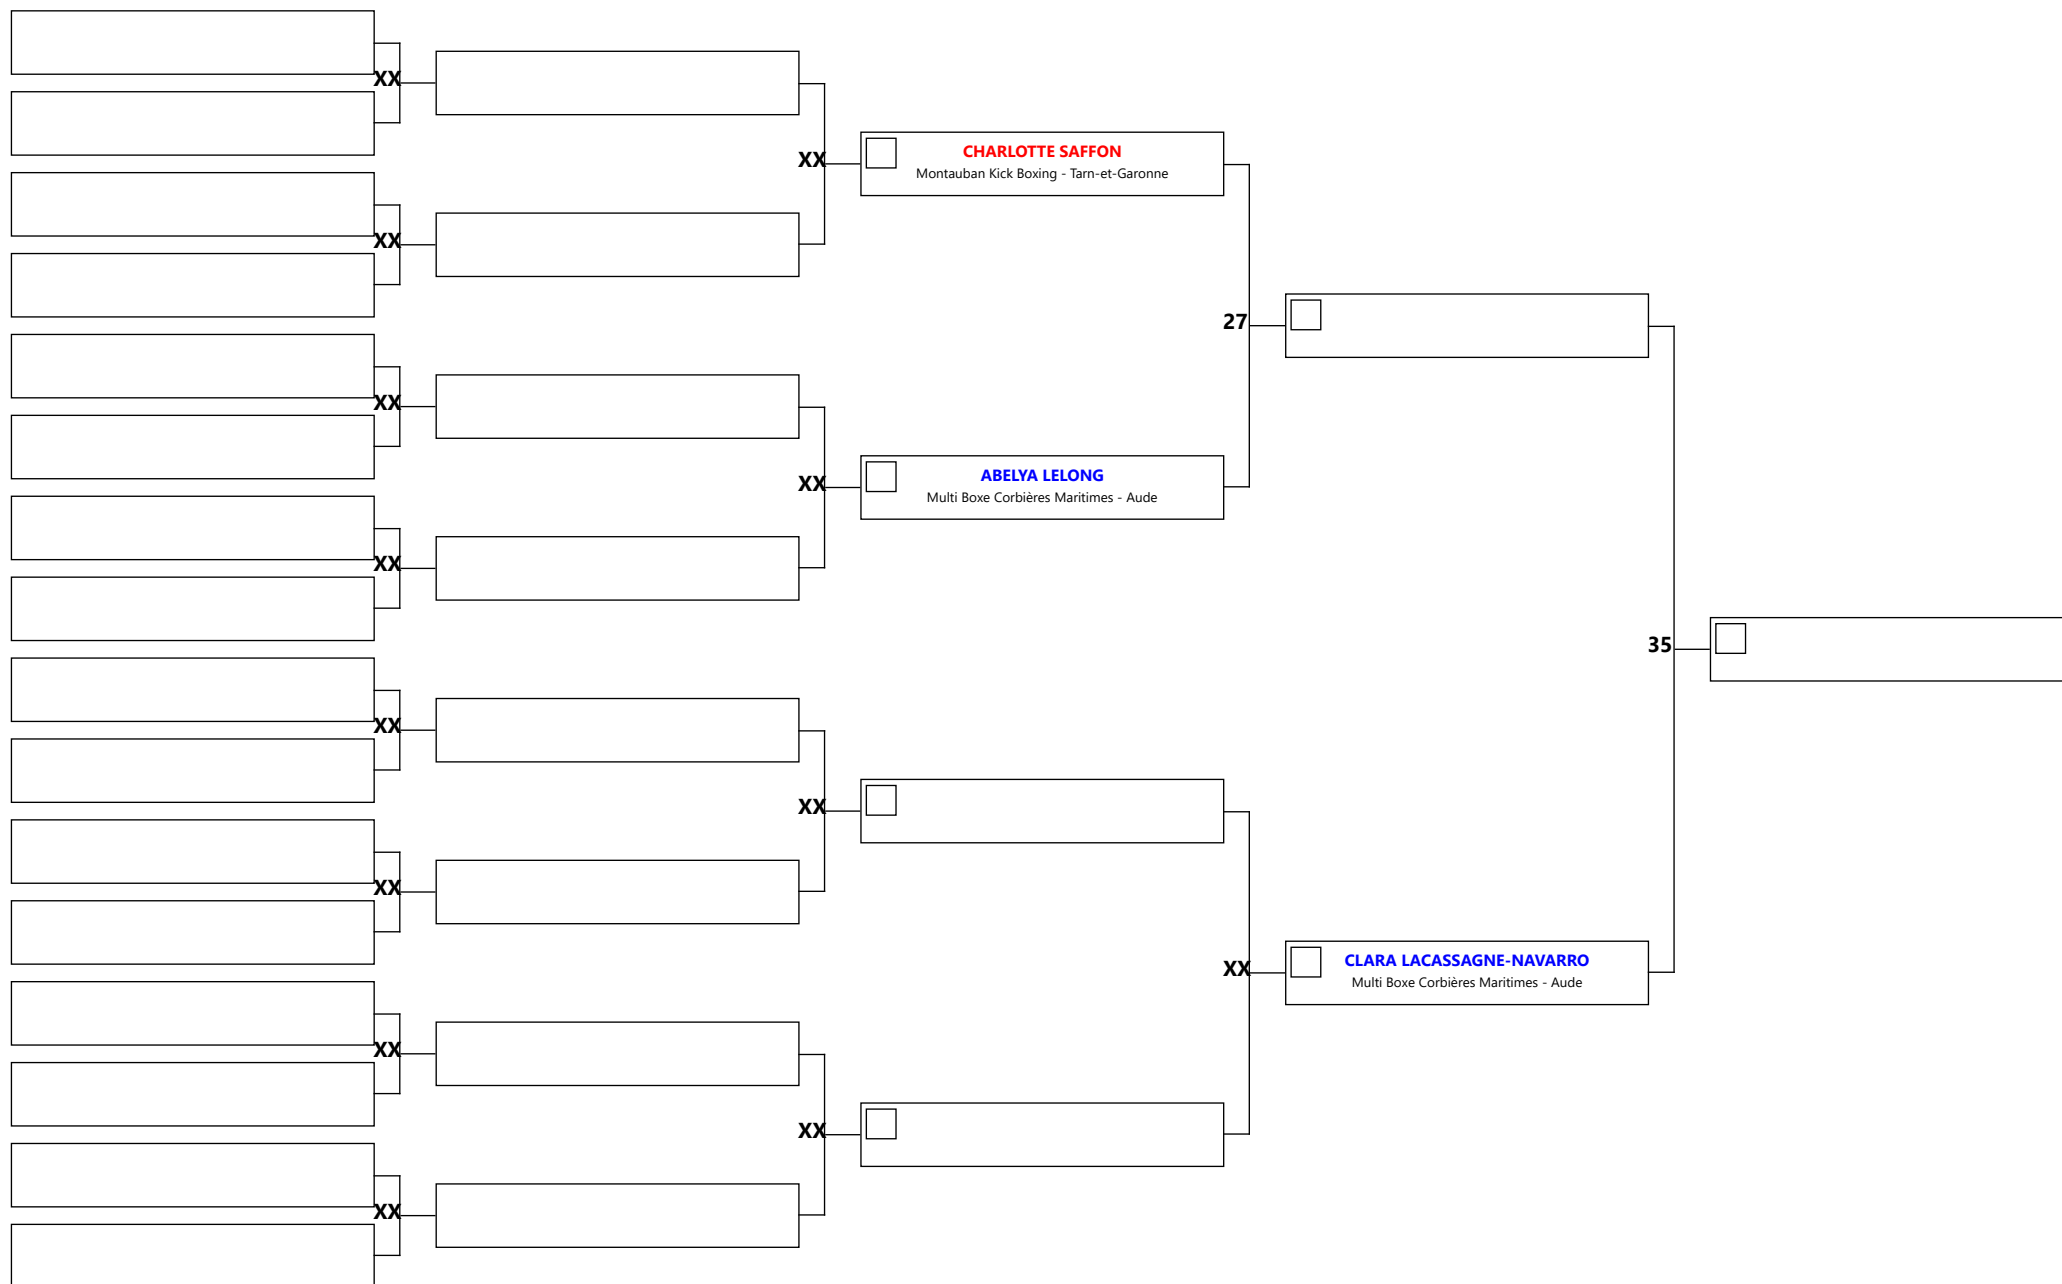 XX
XX
CHARLOTTE SAFFON
Montauban Kick Boxing - Tarn-et-Garonne
XX
27
XX
XX
ABELYA LELONG
Multi Boxe Corbières Maritimes - Aude
XX
35
XX
XX
XX
XX
CLARA LACASSAGNE-NAVARRO
Multi Boxe Corbières Maritimes - Aude
XX
XX
XX